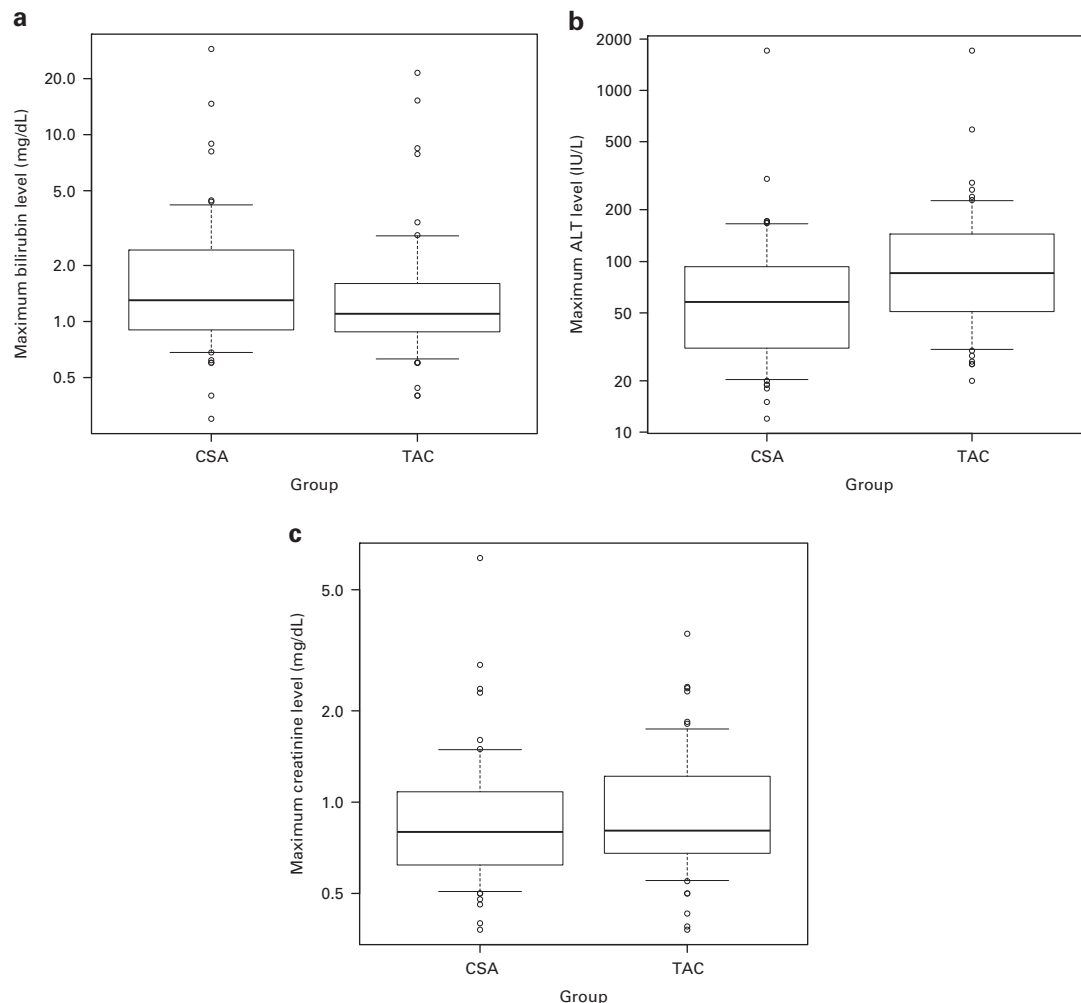 a
Maximum bilirubin level (mg/dL)
20.0
10.0
5.0
2.0
1.0
0.5
CSA
TAC
Group
b
Maximum ALT level (IU/L)
2000
1000
500
200
100
50
20
10
CSA
TAC
Group
c
Maximum creatinine level (mg/dL)
5.0
2.0
1.0
0.5
CSA
TAC
Group